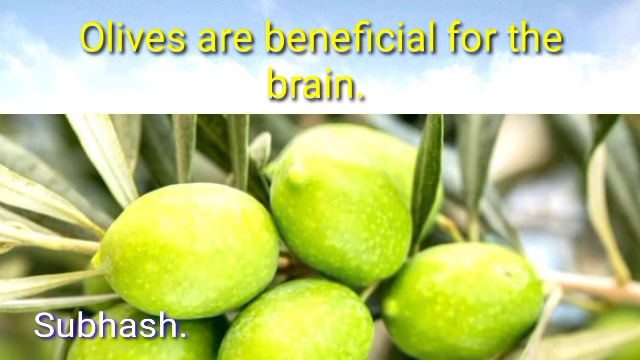 Olives are beneficial for the
brain.
Subhash.